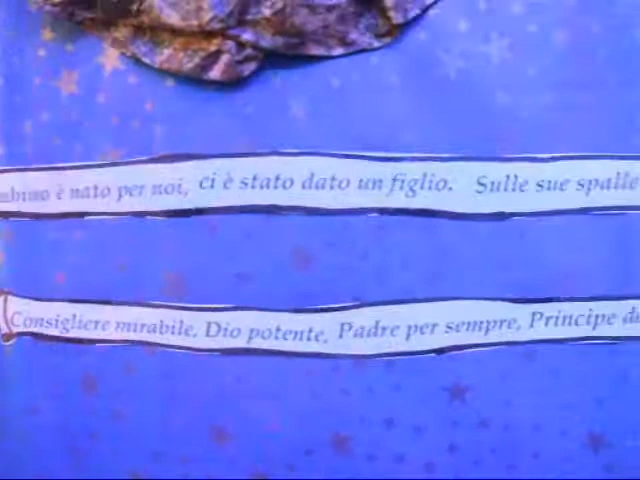 è nato per noi, ci è stato dato un figlio. Sulle sue spalle
Consigliere mirabile, Dio potente, Padre per sempre, Principe